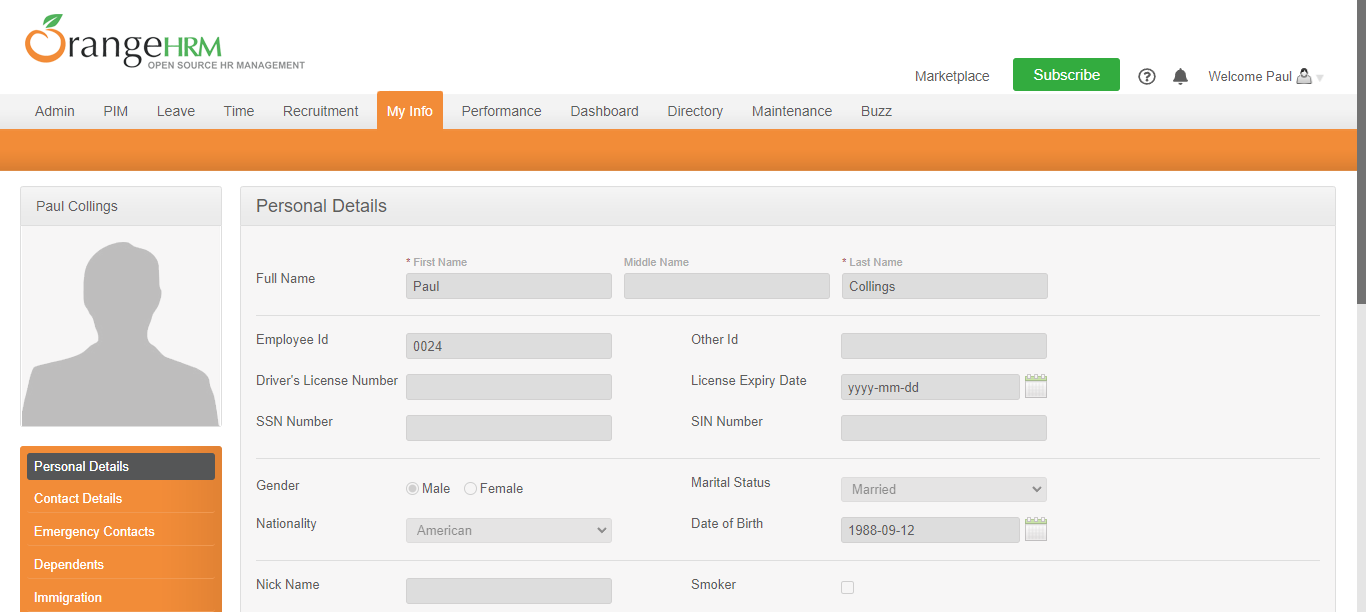 OrangeHRM
OPEN SOURCE HR MANAGEMENT
Marketplace Subscribe ? Welcome Paul
Admin PIM Leave Time Recruitment My Info Performance Dashboard Directory Maintenance Buzz
Paul Collings
Personal Details
Contact Details
Emergency Contacts
Dependents
Immigration
Personal Details
* First Name Middle Name * Last Name
Full Name Paul Collings
Employee Id 0024 Other Id
Driver's License Number License Expiry Date yyyy-mm-dd
SSN Number SIN Number
Gender Male Female Marital Status Married
Nationality American Date of Birth 1988-09-12
Nick Name Smoker